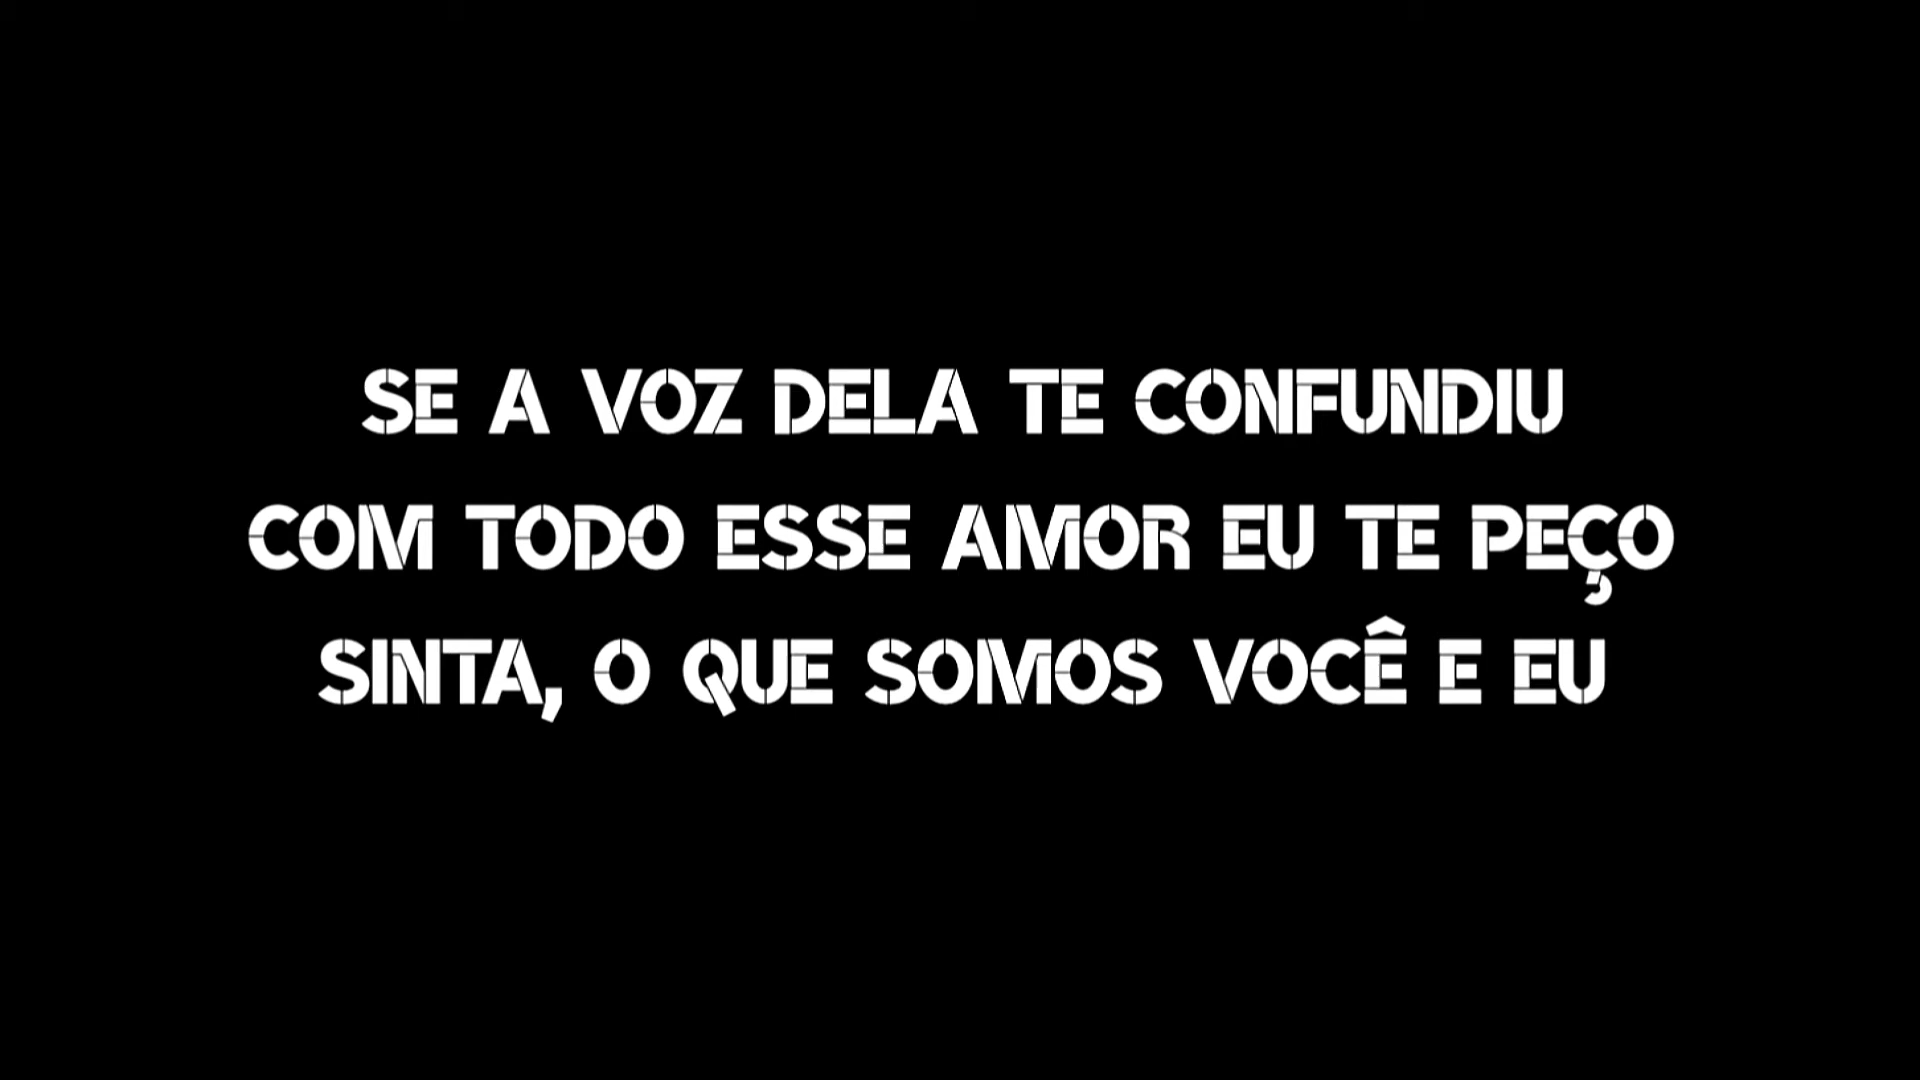 SE A VOZ DELA TE CONFUNDIU
COM TODO ESSE AMOR EU TE PEÇO
SINTA, O QUE SOMOS VOCÊ E EU